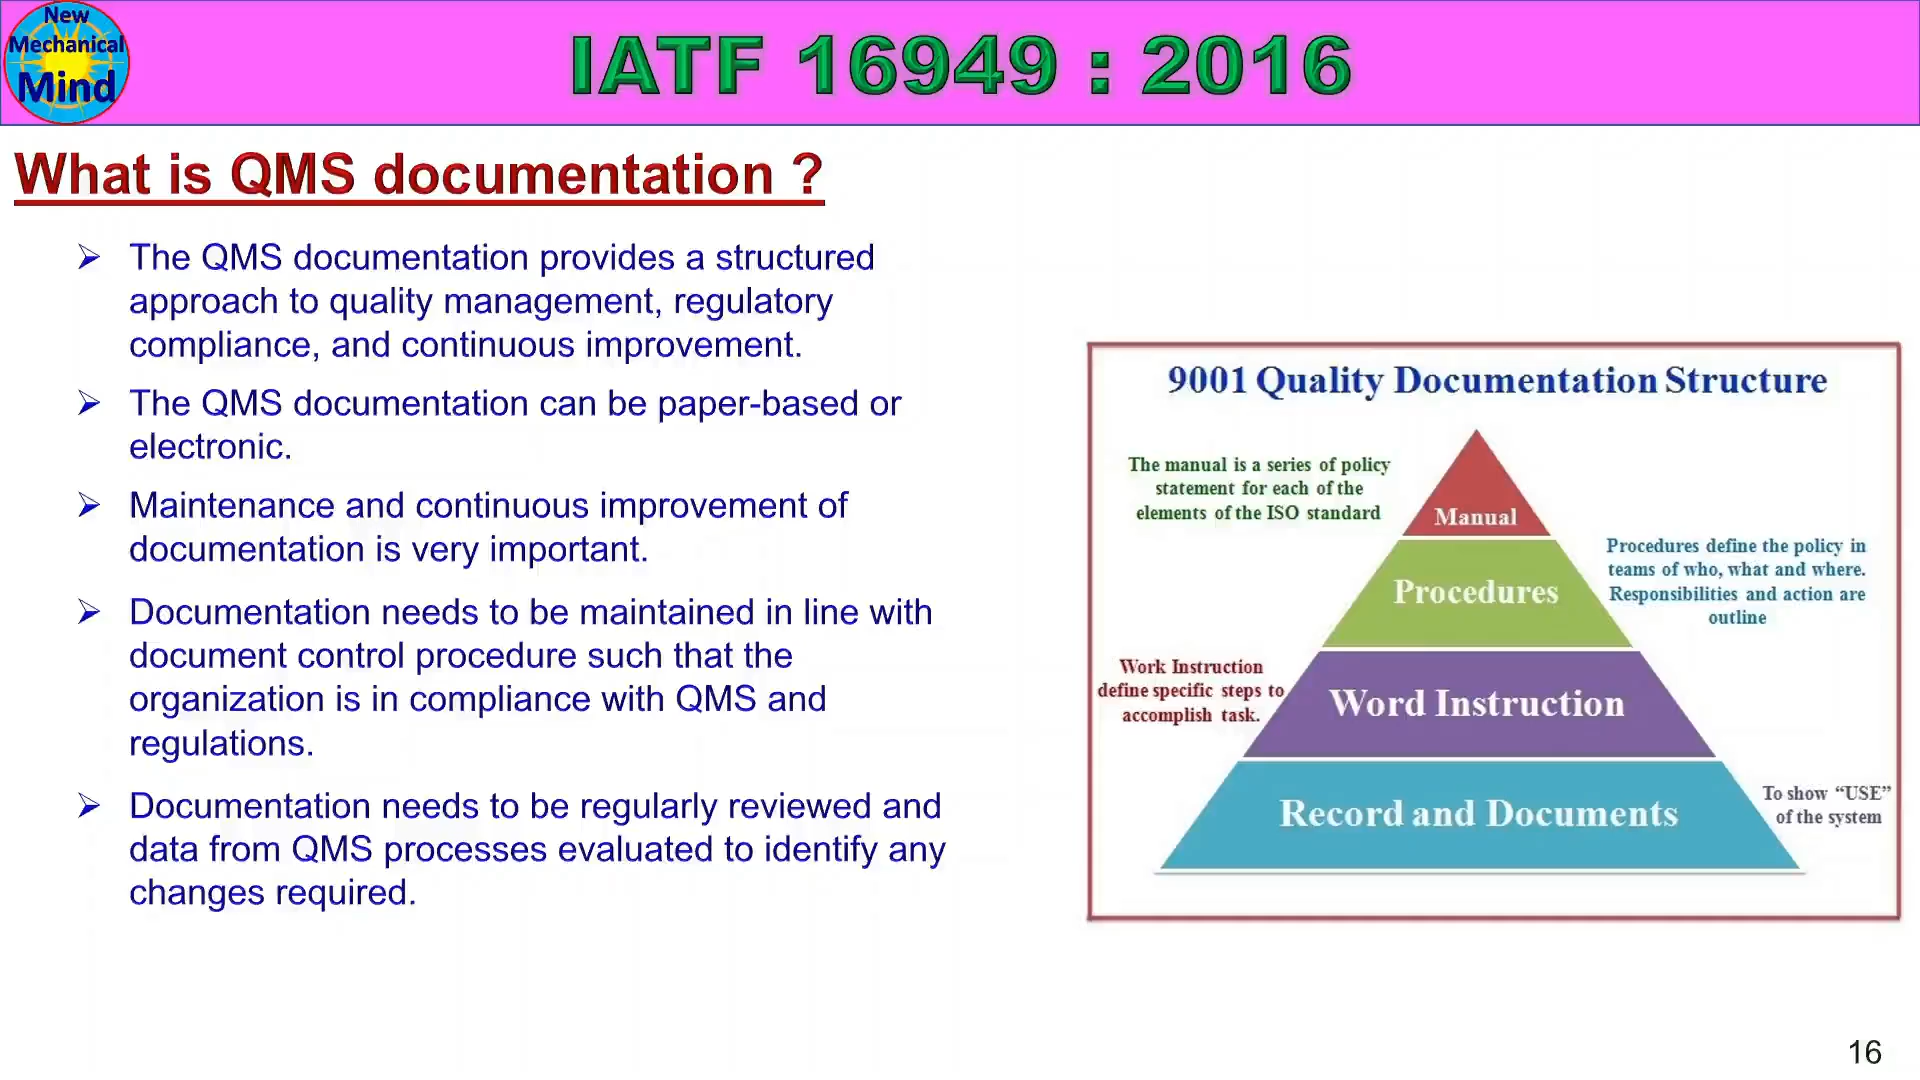 New
Mechanical
Mind
IATF 16949 : 2016
What is QMS documentation ?
The QMS documentation provides a structured
approach to quality management, regulatory
compliance, and continuous improvement.
The QMS documentation can be paper-based or
electronic.
Maintenance and continuous improvement of
documentation is very important.
Documentation needs to be maintained in line with
document control procedure such that the
organization is in compliance with QMS and
regulations.
Documentation needs to be regularly reviewed and
data from QMS processes evaluated to identify any
changes required.
9001 Quality Documentation Structure
The manual is a series of policy
statement for each of the
elements of the ISO standard
Manual
Procedures define the policy in
teams of who, what and where.
Responsibilities and action are
outline
Procedures
Work Instruction
define specific steps to
accomplish task.
Word Instruction
Record and Documents
To show “USE”
of the system
16